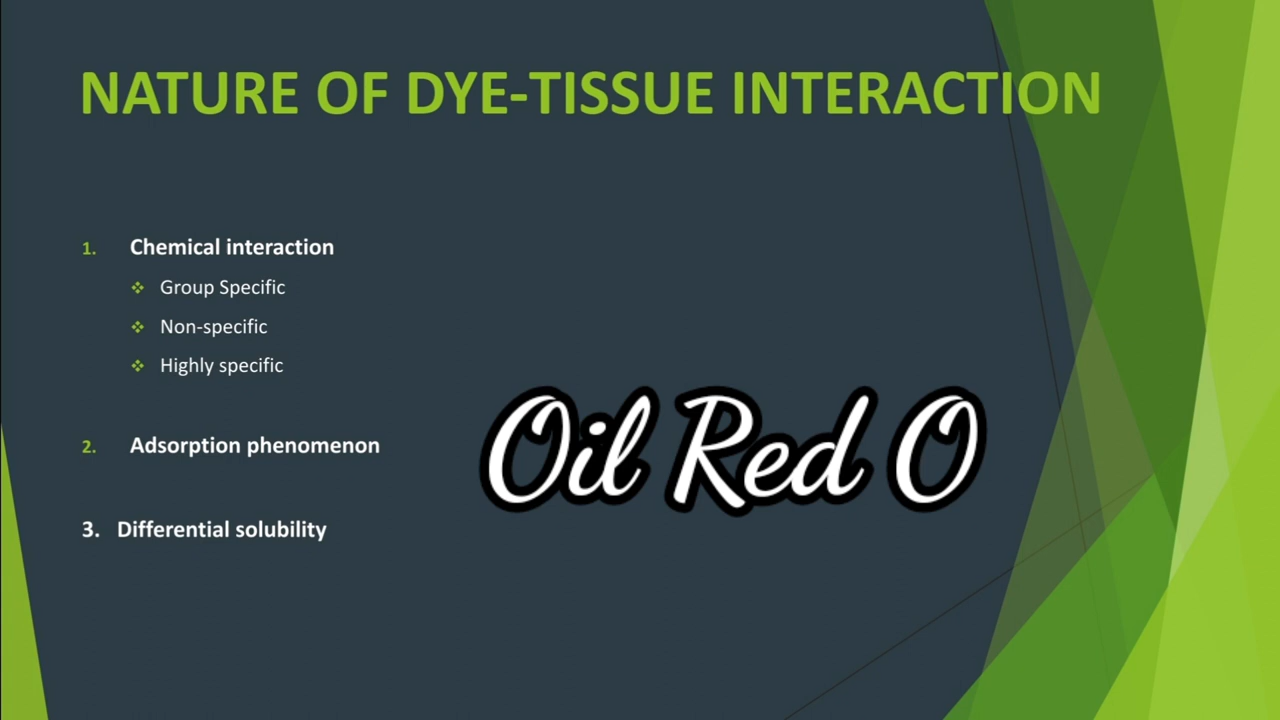 NATURE OF DYE-TISSUE INTERACTION
1. Chemical interaction
Group Specific
Non-specific
Highly specific
2. Adsorption phenomenon
Oil Red O
3. Differential solubility